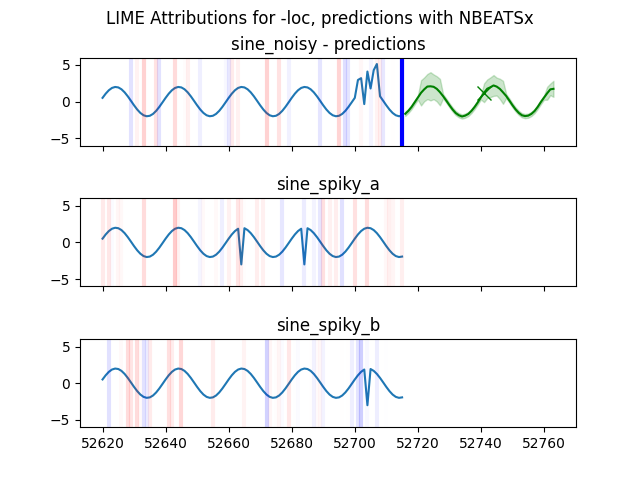 LIME Attributions for -loc, predictions with NBEATSx
sine_noisy - predictions
5
0
−5
sine_spiky_a
5
0
−5
sine_spiky_b
5
0
−5
52620 52640 52660 52680 52700 52720 52740 52760